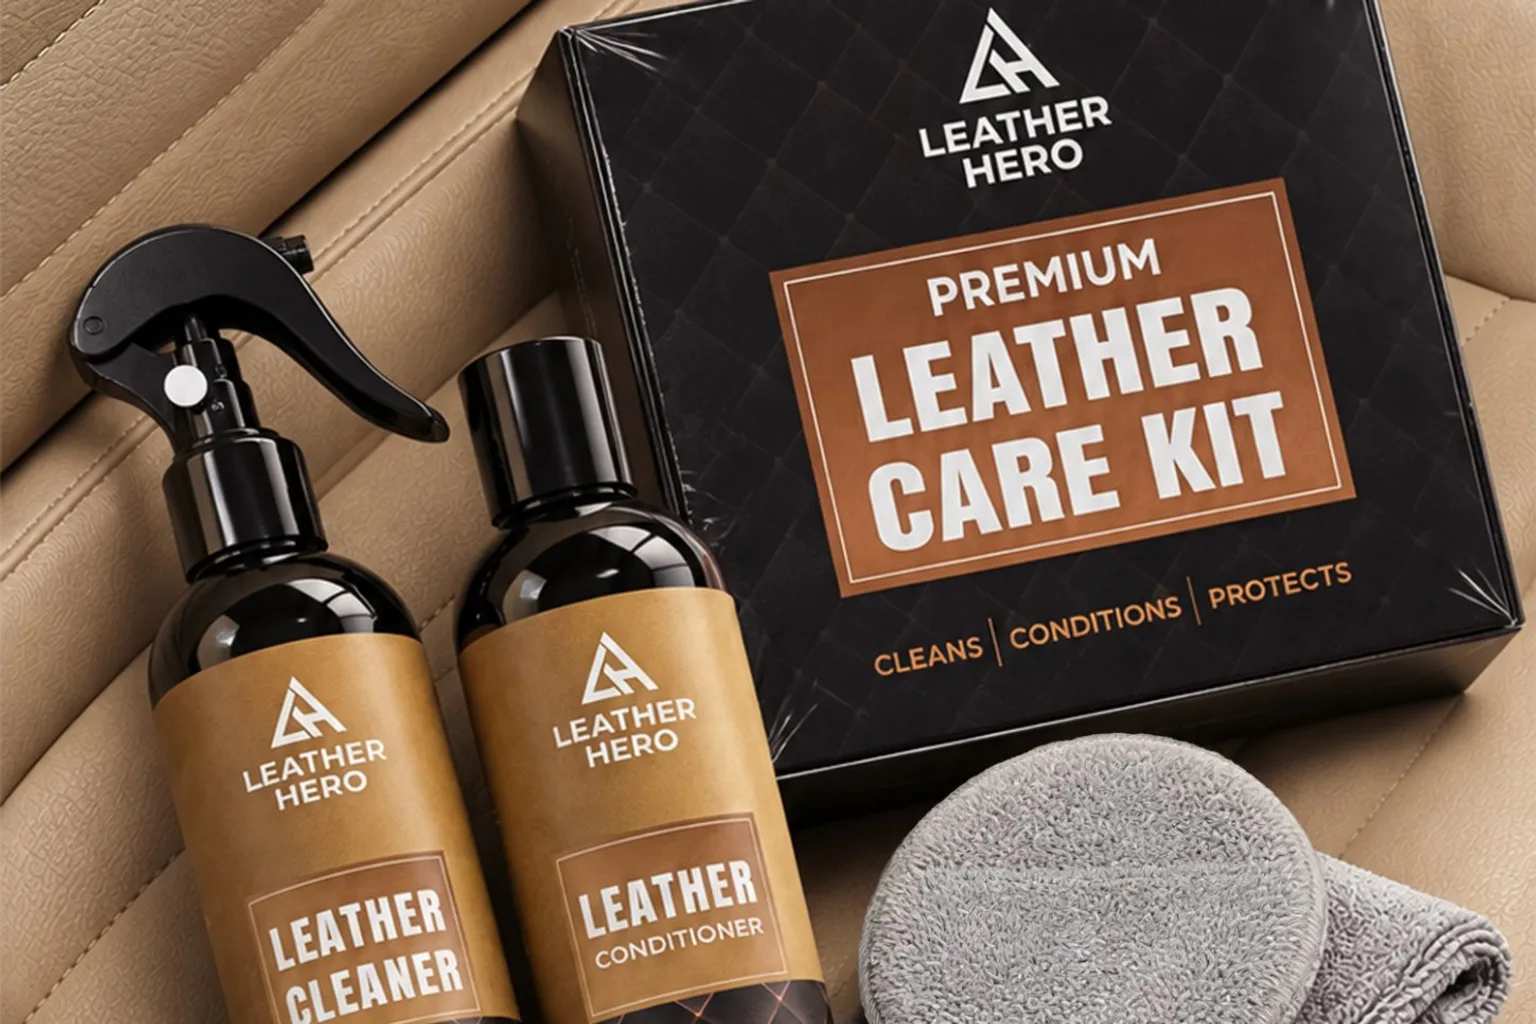 LEATHER
HERO
PREMIUM
LEATHER
CARE KIT
CLEANS | CONDITIONS | PROTECTS
LEATHER
HERO
LEATHER
CLEANER
LEATHER
HERO
LEATHER
CONDITIONER